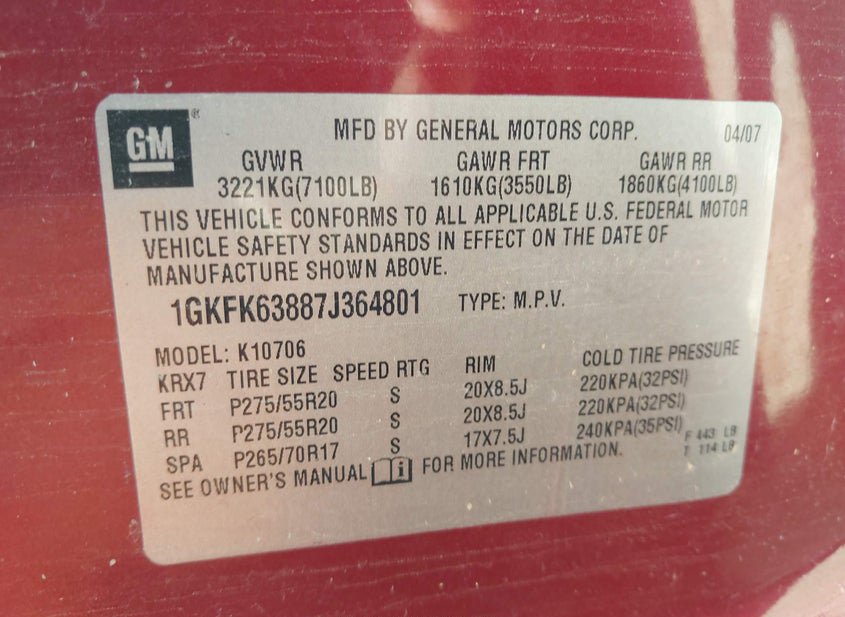 GM®
MFD BY GENERAL MOTORS CORP. 04/07
GVWR GAWR FRT GAWR RR
3221KG(7100LB) 1610KG(3550LB) 1860KG(4100LB)
THIS VEHICLE CONFORMS TO ALL APPLICABLE U.S. FEDERAL MOTOR
VEHICLE SAFETY STANDARDS IN EFFECT ON THE DATE OF
MANUFACTURE SHOWN ABOVE.
1GKFK63887J364801 TYPE: M.P.V.
MODEL: K10706
KRX7 TIRE SIZE SPEED RTG RIM COLD TIRE PRESSURE
FRT P275/55R20 S 20X8.5J 220KPA(32PSI)
RR P275/55R20 S 20X8.5J 220KPA(32PSI)
SPA P265/70R17 S 17X7.5J 240KPA(35PSI)
F 443 LB
T 114 LB
SEE OWNER'S MANUAL i FOR MORE INFORMATION.